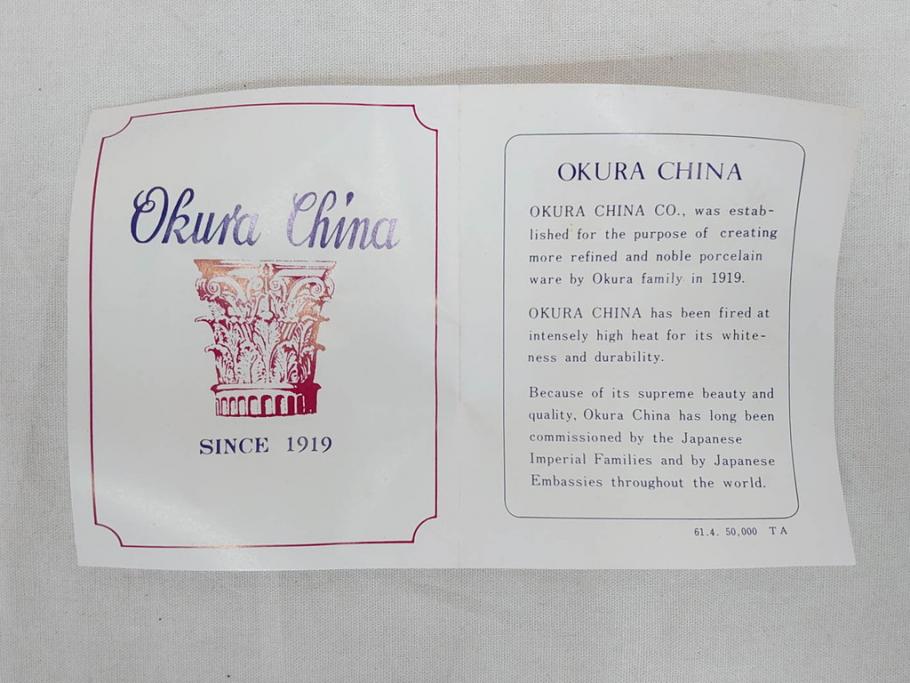 Okura China
SINCE 1919
OKURA CHINA
OKURA CHINA CO., was estab-
lished for the purpose of creating
more refined and noble porcelain
ware by Okura family in 1919.
OKURA CHINA has been fired at
intensely high heat for its white-
ness and durability.
Because of its supreme beauty and
quality, Okura China has long been
commissioned by the Japanese
Imperial Families and by Japanese
Embassies throughout the world.
61.4. 50,000 T A